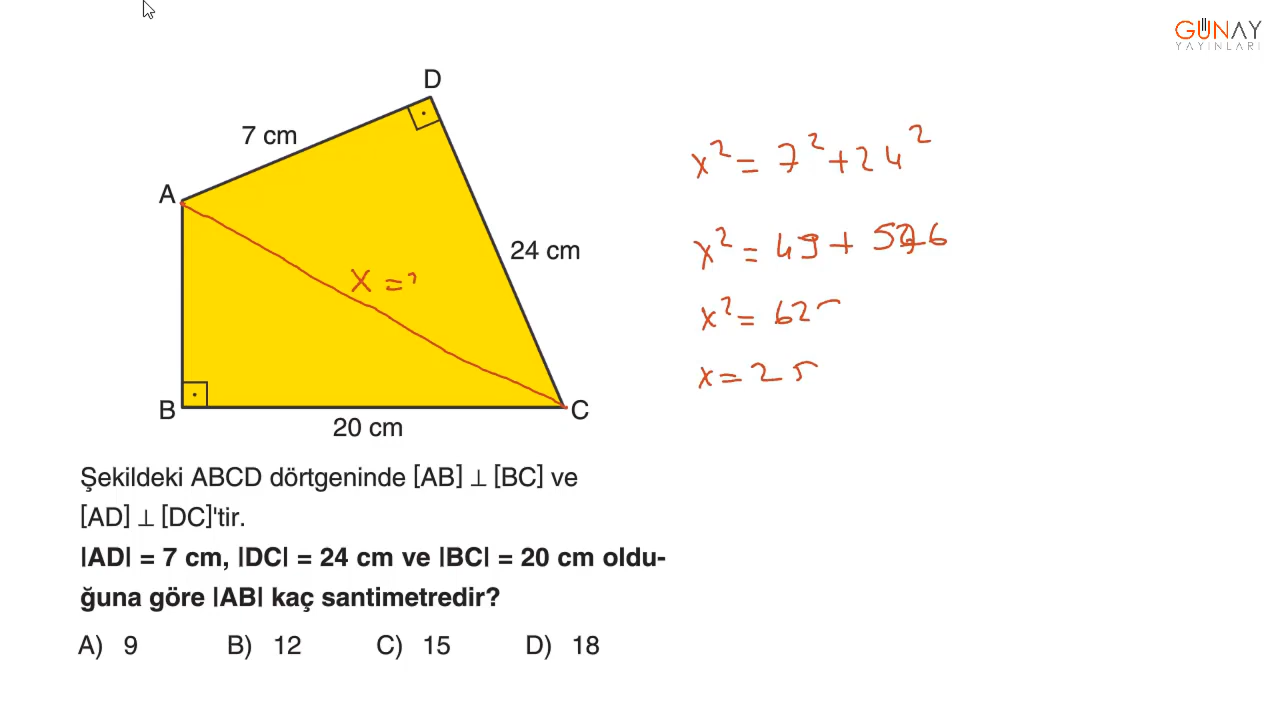 GÜNAY
YAYINLARI
D
7 cm
A
24 cm
x = ?
B
C
20 cm
x² = 7² + 24²
x² = 49 + 576
x² = 625
x = 25
Şekildeki ABCD dörtgeninde [AB] ⊥ [BC] ve
[AD] ⊥ [DC]'tir.
|AD| = 7 cm, |DC| = 24 cm ve |BC| = 20 cm oldu-
ğuna göre |AB| kaç santimetredir?
A) 9 B) 12 C) 15 D) 18